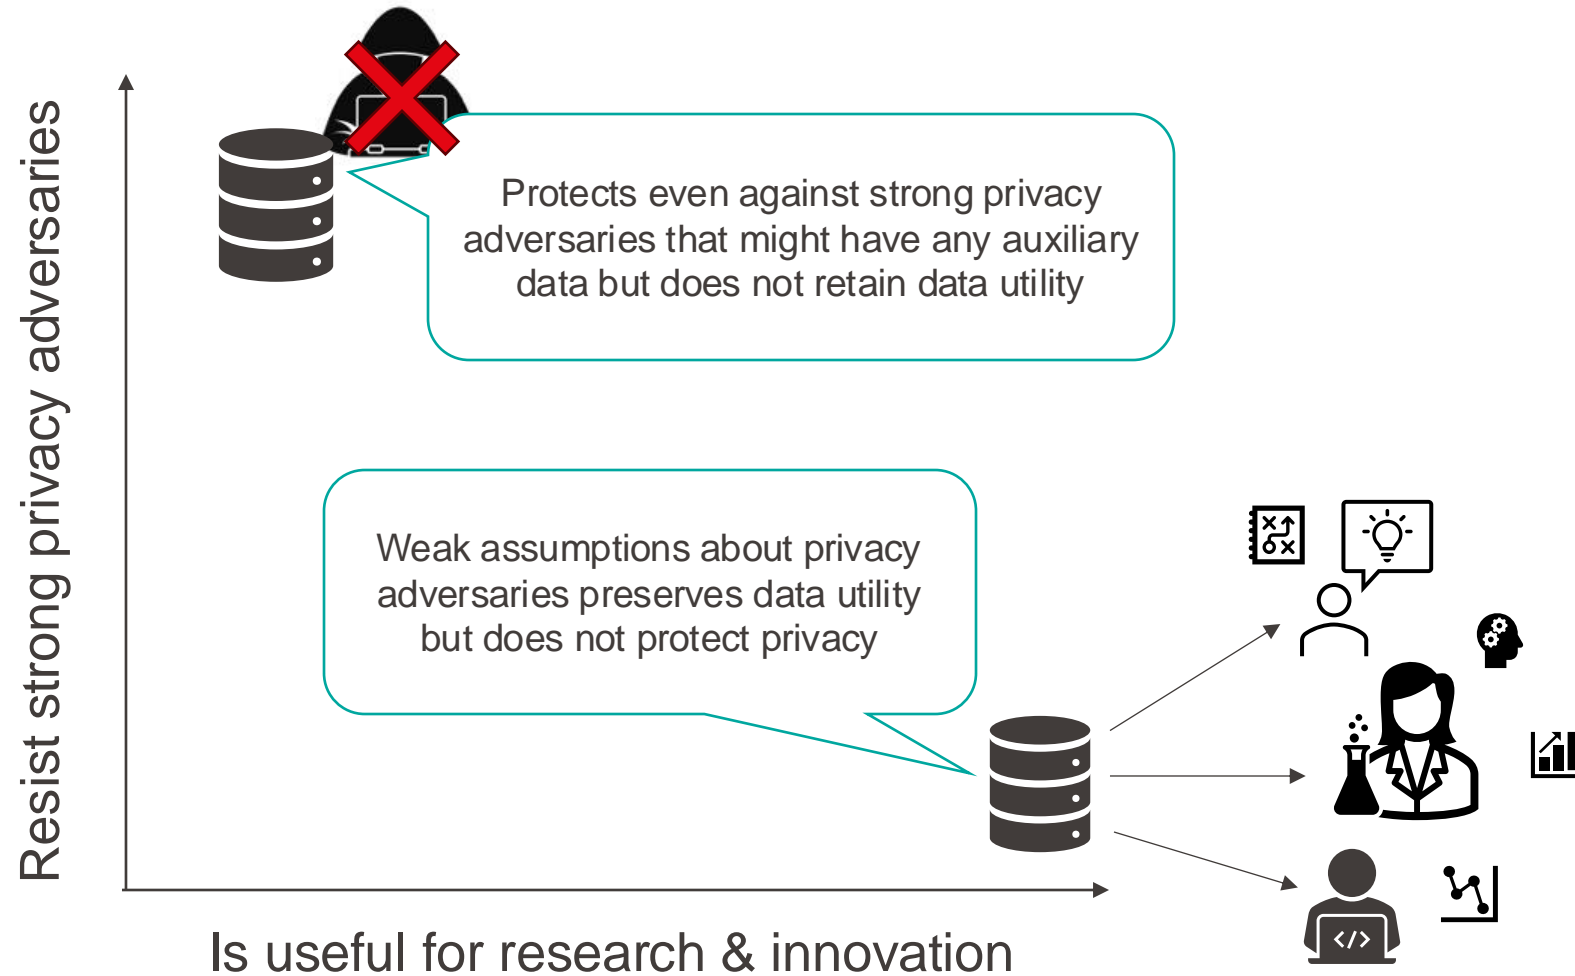 Resist strong privacy adversaries
Protects even against strong privacy
adversaries that might have any auxiliary
data but does not retain data utility
Weak assumptions about privacy
adversaries preserves data utility
but does not protect privacy
</>
Is useful for research & innovation